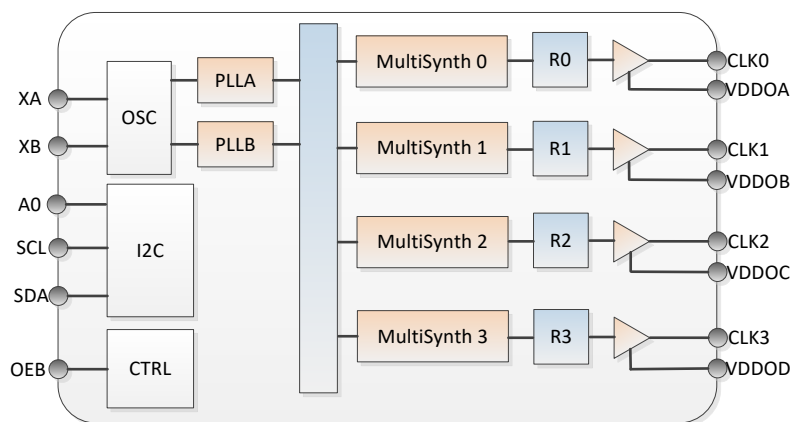 XA
XB
A0
SCL
SDA
OEB
OSC
I2C
CTRL
PLLA
PLLB
MultiSynth 0
R0
CLK0
VDDOA
MultiSynth 1
R1
CLK1
VDDOB
MultiSynth 2
R2
CLK2
VDDOC
MultiSynth 3
R3
CLK3
VDDOD